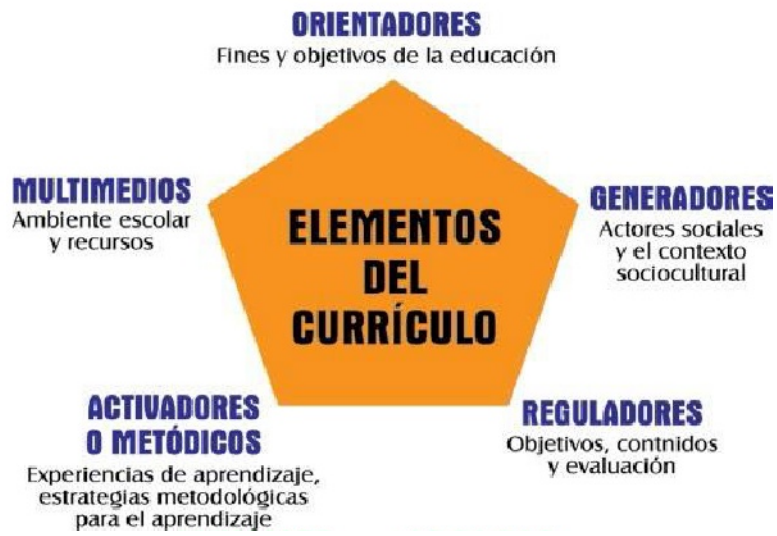 ORIENTADORES
Fines y objetivos de la educación
MULTIMEDIOS
Ambiente escolar
y recursos
GENERADORES
Actores sociales
y el contexto
sociocultural
ELEMENTOS
DEL
CURRÍCULO
ACTIVADORES
O METÓDICOS
Experiencias de aprendizaje,
estrategias metodológicas
para el aprendizaje
REGULADORES
Objetivos, contnidos
y evaluación